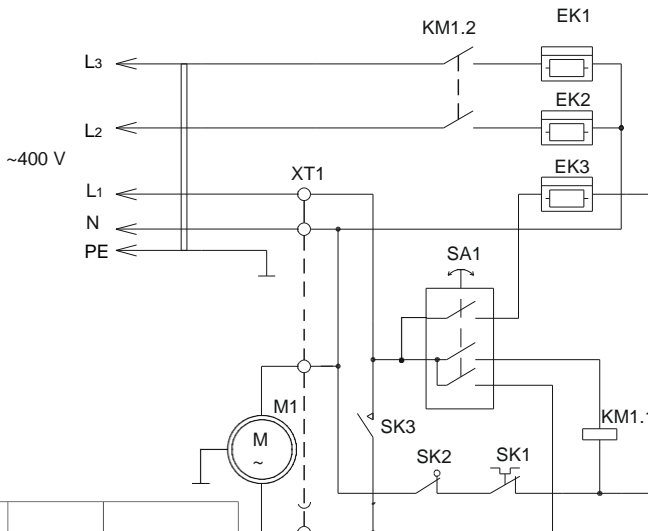 EK1
KM1.2
L3
EK2
L2
~400 V
EK3
XT1
L1
N
PE
SA1
M1
KM1.1
SK3
M
~
SK2
SK1